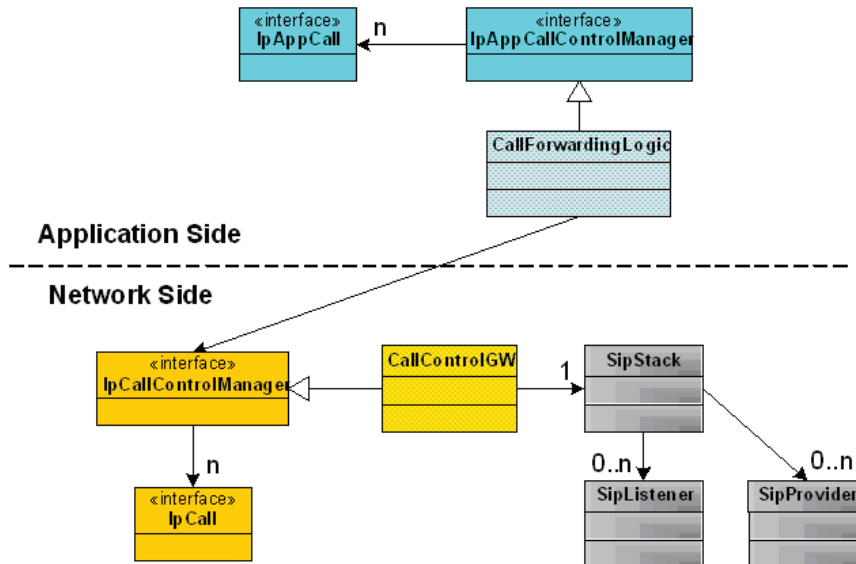 «interface»
IpAppCall
n
«interface»
IpAppCallControlManager
CallForwardingLogic
Application Side
Network Side
«interface»
IpCallControlManager
CallControlGW
1
SipStack
n
0..n
0..n
«interface»
IpCall
SipListener
SipProvider